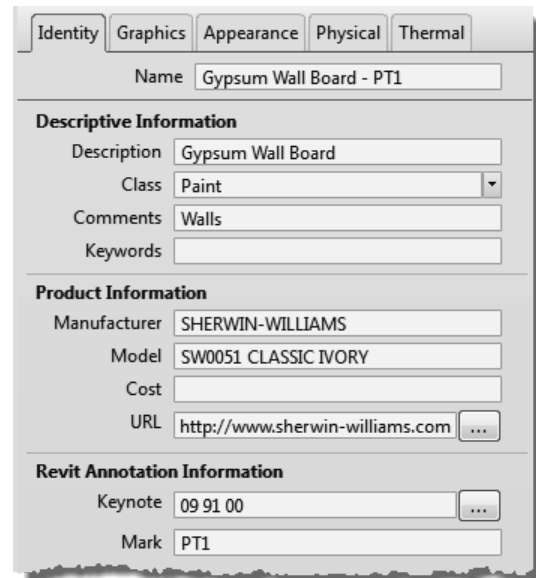 Identity Graphics Appearance Physical Thermal
Name Gypsum Wall Board - PT1
Descriptive Information
Description Gypsum Wall Board
Class Paint
Comments Walls
Keywords
Product Information
Manufacturer SHERWIN-WILLIAMS
Model SW0051 CLASSIC IVORY
Cost
URL http://www.sherwin-williams.com ...
Revit Annotation Information
Keynote 09 91 00 ...
Mark PT1